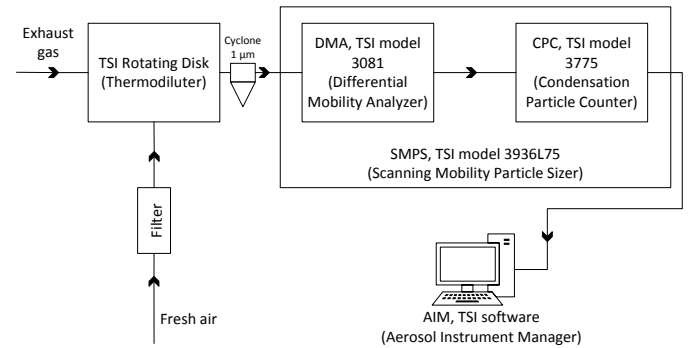 Exhaust
gas
TSI Rotating Disk
(Thermodiluter)
Cyclone
1 µm
DMA, TSI model
3081
(Differential
Mobility Analyzer)
CPC, TSI model
3775
(Condensation
Particle Counter)
SMPS, TSI model 3936L75
(Scanning Mobility Particle Sizer)
Filter
Fresh air
AIM, TSI software
(Aerosol Instrument Manager)